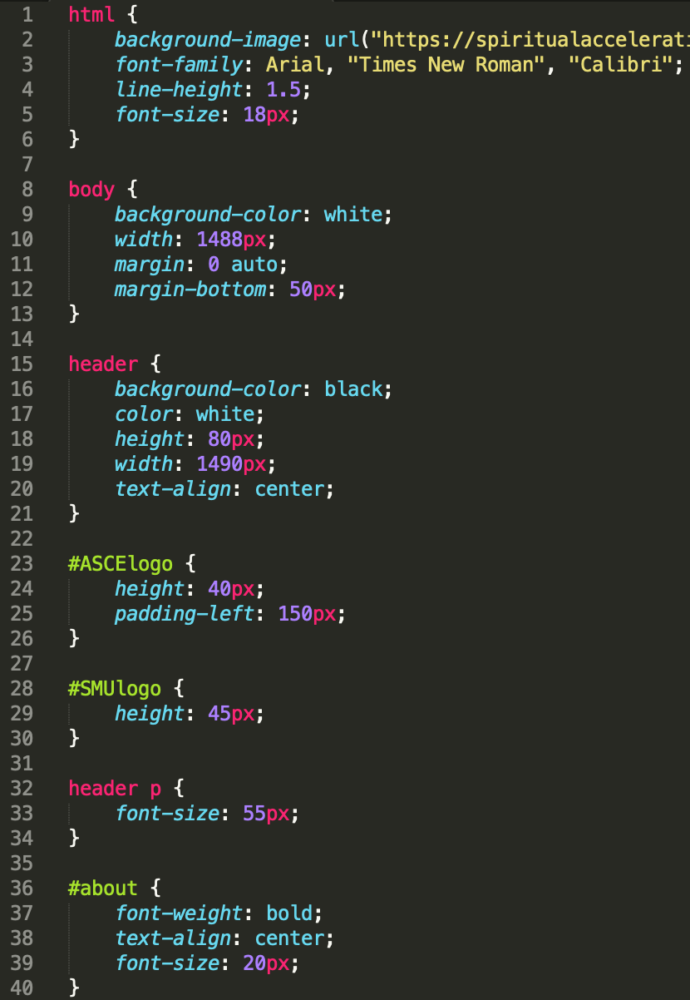 1 html {
2 background-image: url("https://spiritualaccelerati
3 font-family: Arial, "Times New Roman", "Calibri";
4 line-height: 1.5;
5 font-size: 18px;
6 }
7
8 body {
9 background-color: white;
10 width: 1488px;
11 margin: 0 auto;
12 margin-bottom: 50px;
13 }
14
15 header {
16 background-color: black;
17 color: white;
18 height: 80px;
19 width: 1490px;
20 text-align: center;
21 }
22
23 #ASCElogo {
24 height: 40px;
25 padding-left: 150px;
26 }
27
28 #SMUlogo {
29 height: 45px;
30 }
31
32 header p {
33 font-size: 55px;
34 }
35
36 #about {
37 font-weight: bold;
38 text-align: center;
39 font-size: 20px;
40 }